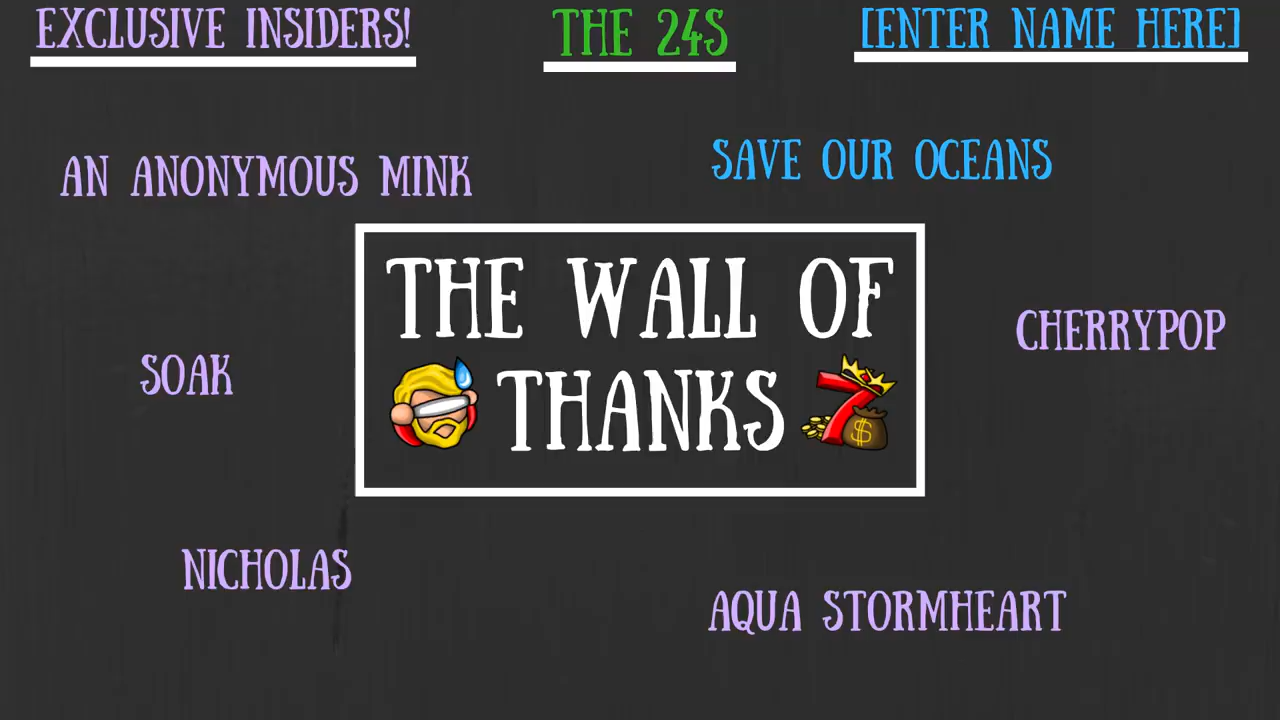 EXCLUSIVE INSIDERS!
THE 24S
[ENTER NAME HERE]
AN ANONYMOUS MINK
SAVE OUR OCEANS
THE WALL OF
THANKS
7
$
CHERRYPOP
SOAK
NICHOLAS
AQUA STORMHEART